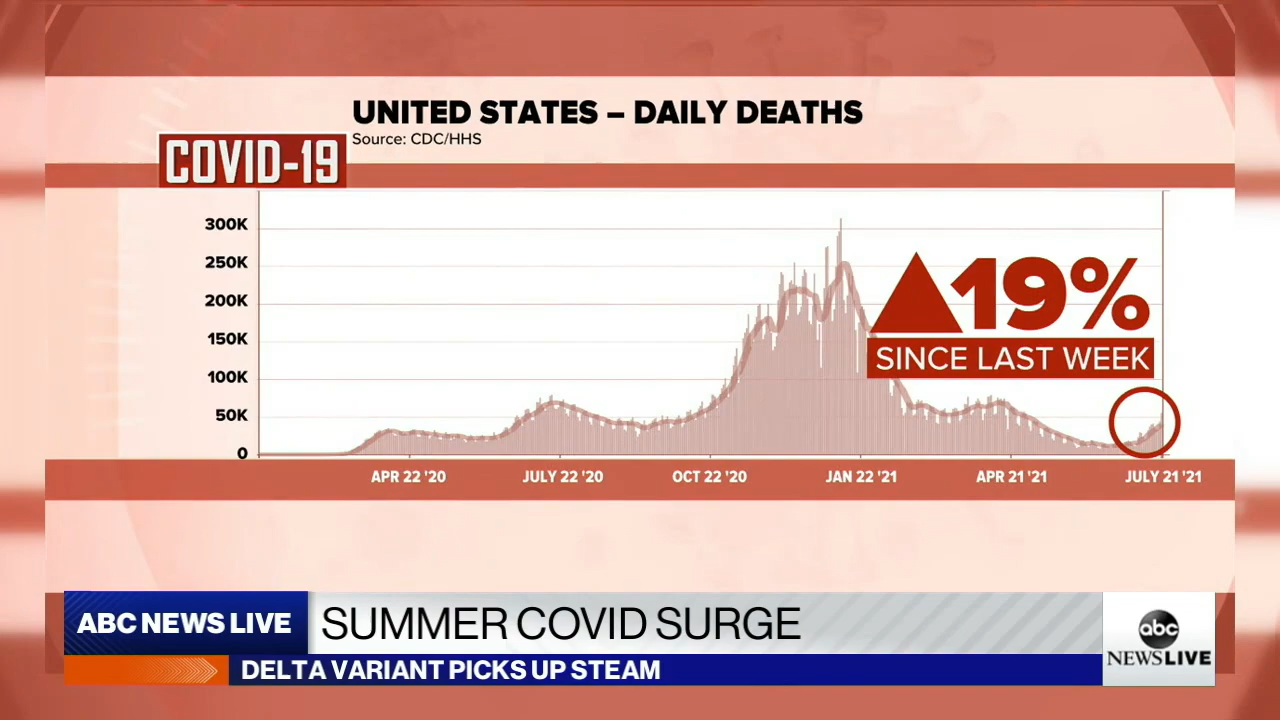 UNITED STATES – DAILY DEATHS
Source: CDC/HHS
COVID-19
300K
250K
200K
150K
100K
50K
0
19%
SINCE LAST WEEK
APR 22 '20
JULY 22 '20
OCT 22 '20
JAN 22 '21
APR 21 '21
JULY 21 '21
ABC NEWS LIVE
SUMMER COVID SURGE
DELTA VARIANT PICKS UP STEAM
abc
NEWSLIVE